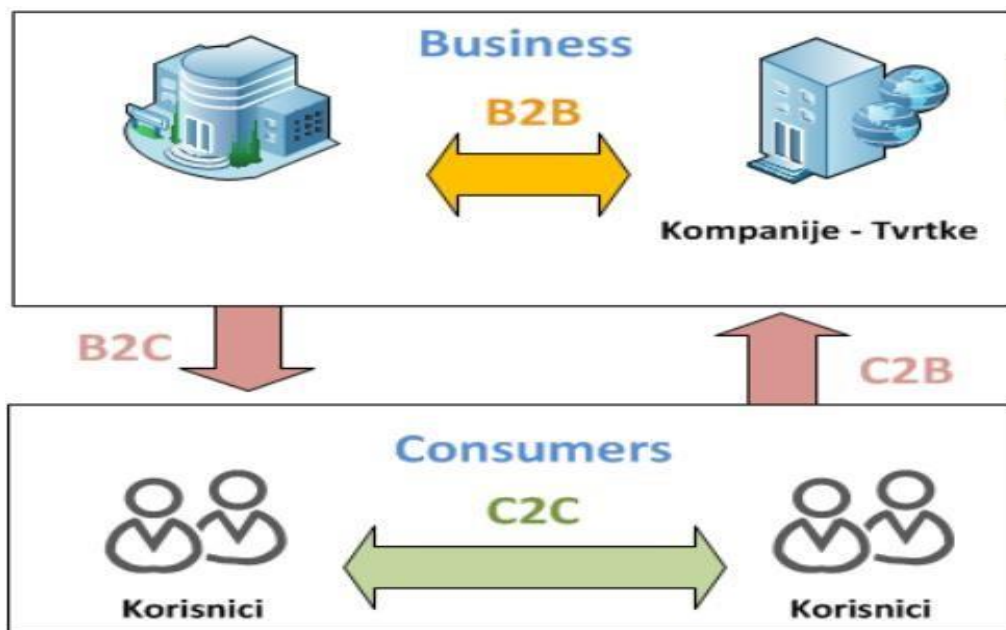 Business
B2B
Kompanije - Tvrtke
B2C
C2B
Consumers
C2C
Korisnici
Korisnici